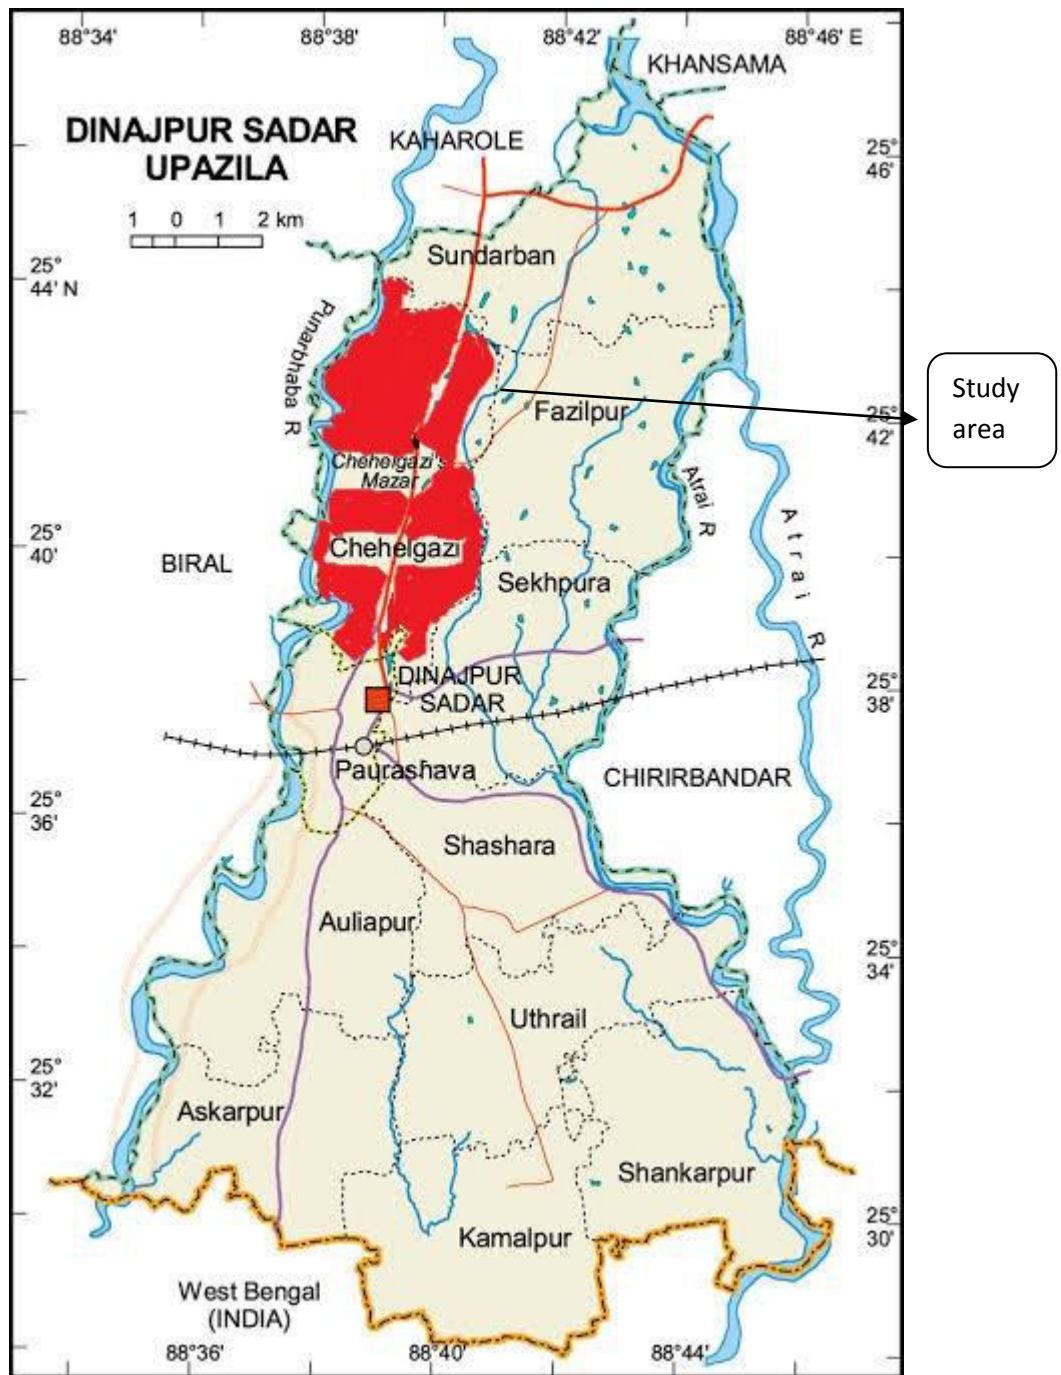 88° 34'
88° 38'
88° 42'
88° 46' E
KHANSAMA
DINAJPUR SADAR
UPAZILA
KAHAROLE
25°
46'
1 0 1 2 km
Sundarban
25°
44' N
Punarbhaba R
Study
area
Fazilpur
25°
42'
Chehelgazi's
Mazar
Atrai R
Atrai R
25°
40'
Chehelgazi
BIRAL
Sekhpura
DINAJPUR
SADAR
25°
38'
Paurashava
CHIRIRBANDAR
25°
36'
Shashara
Auliapur
25°
34'
Uthrail
25°
32'
Askarpur
Shankarpur
25°
30'
Kamalpur
West Bengal
(INDIA)
88° 36'
88° 40'
88° 44'